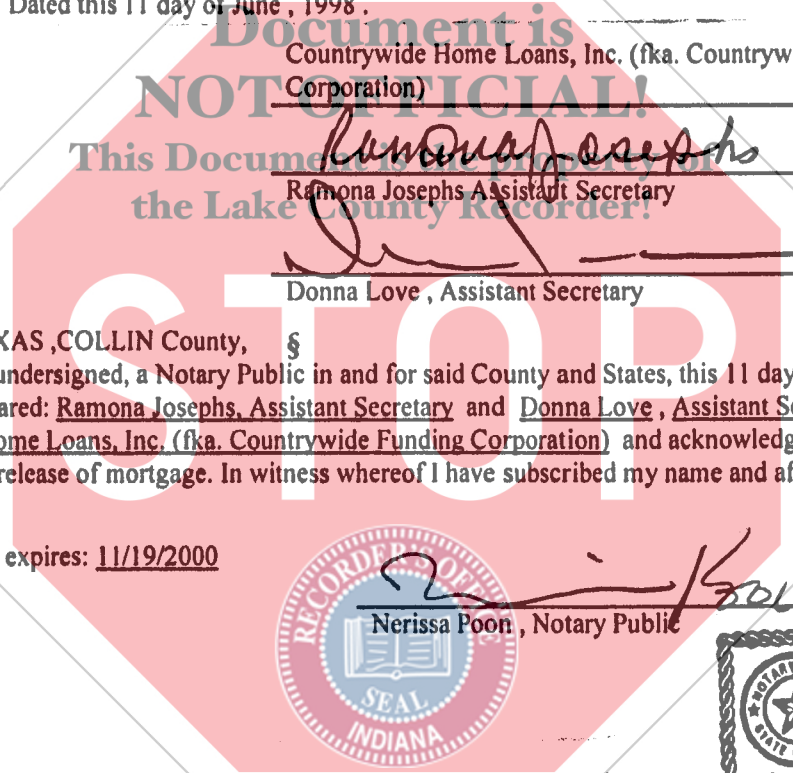 Dated this 11 day of June , 1998 .
Document is
Countrywide Home Loans, Inc. (fka. Countryw
NOT OFFICIAL!
Corporation)
Ramona Josephs
This Document is the property of
Ramona Josephs Assistant Secretary
the Lake County Recorder!
Donna Love , Assistant Secretary
STOP
XAS ,COLLIN County, §
undersigned, a Notary Public in and for said County and States, this 11 day
ared: Ramona Josephs, Assistant Secretary and Donna Love , Assistant Se
ome Loans, Inc. (fka. Countrywide Funding Corporation) and acknowledg
release of mortgage. In witness whereof I have subscribed my name and af
expires: 11/19/2000
Nerissa Poon , Notary Public
RECORDER'S OFFICE
SEAL
INDIANA
NOTAR
STATE